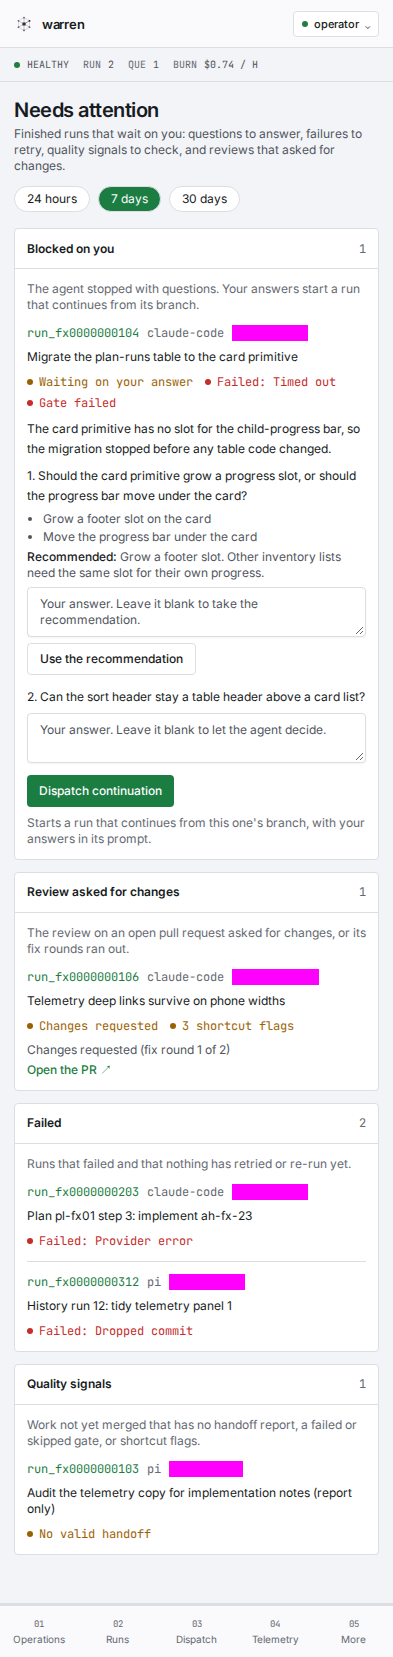 warren
operator
HEALTHY RUN 2 QUE 1 BURN $0.74 / H
Needs attention
Finished runs that wait on you: questions to answer, failures to
retry, quality signals to check, and reviews that asked for
changes.
24 hours 7 days 30 days
Blocked on you 1
The agent stopped with questions. Your answers start a run
that continues from its branch.
run_fx0000000104 claude-code
Migrate the plan-runs table to the card primitive
Waiting on your answer Failed: Timed out
Gate failed
The card primitive has no slot for the child-progress bar, so
the migration stopped before any table code changed.
1. Should the card primitive grow a progress slot, or should
the progress bar move under the card?
• Grow a footer slot on the card
• Move the progress bar under the card
Recommended: Grow a footer slot. Other inventory lists
need the same slot for their own progress.
Your answer. Leave it blank to take the
recommendation.
Use the recommendation
2. Can the sort header stay a table header above a card list?
Your answer. Leave it blank to let the agent decide.
Dispatch continuation
Starts a run that continues from this one's branch, with your
answers in its prompt.
Review asked for changes 1
The review on an open pull request asked for changes, or its
fix rounds ran out.
run_fx0000000106 claude-code
Telemetry deep links survive on phone widths
Changes requested 3 shortcut flags
Changes requested (fix round 1 of 2)
Open the PR ↗
Failed 2
Runs that failed and that nothing has retried or re-run yet.
run_fx0000000203 claude-code
Plan pl-fx01 step 3: implement ah-fx-23
Failed: Provider error
run_fx0000000312 pi
History run 12: tidy telemetry panel 1
Failed: Dropped commit
Quality signals 1
Work not yet merged that has no handoff report, a failed or
skipped gate, or shortcut flags.
run_fx0000000103 pi
Audit the telemetry copy for implementation notes (report
only)
No valid handoff
01 02 03 04 05
Operations Runs Dispatch Telemetry More